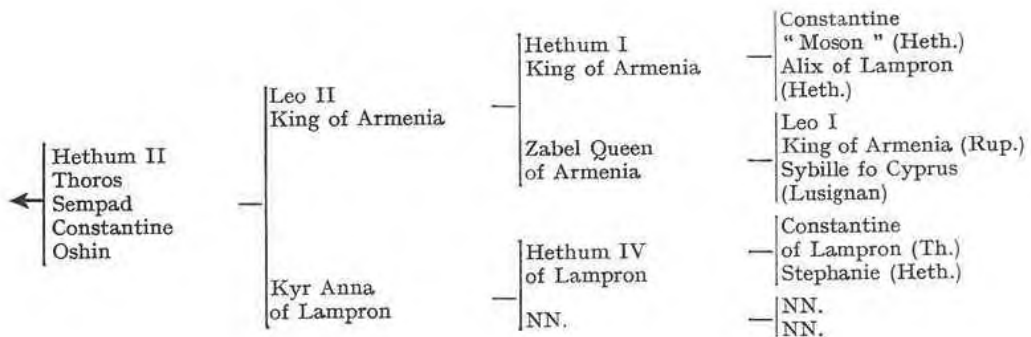 Hethum II
Thoros
Sempad
Constantine
Oshin
Leo II
King of Armenia
Kyr Anna
of Lampron
Hethum I
King of Armenia
Zabel Queen
of Armenia
Hethum IV
of Lampron
NN.
Constantine
“ Moson ” (Heth.)
Alix of Lampron
(Heth.)
Leo I
King of Armenia (Rup.)
Sybille fo Cyprus
(Lusignan)
Constantine
of Lampron (Th.)
Stephanie (Heth.)
NN.
NN.